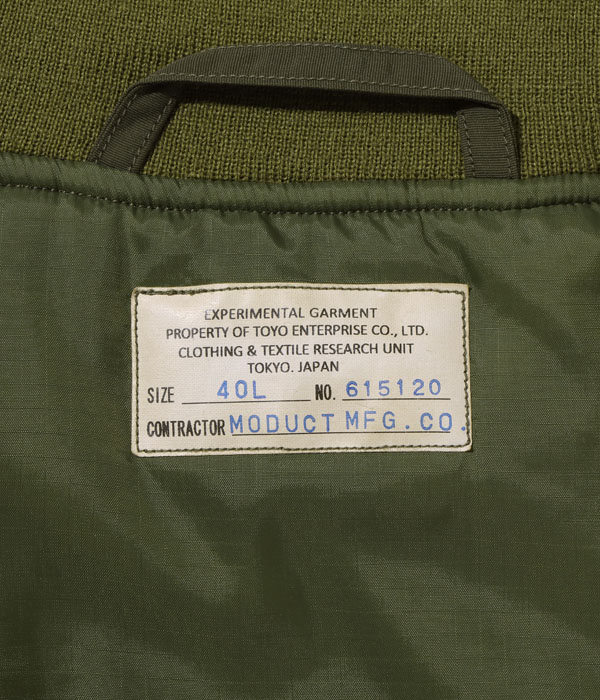 EXPERIMENTAL GARMENT
PROPERTY OF TOYO ENTERPRISE CO., LTD.
CLOTHING & TEXTILE RESEARCH UNIT
TOKYO. JAPAN
SIZE 40L NO. 615120
CONTRACTOR MODUCT MFG.CO.